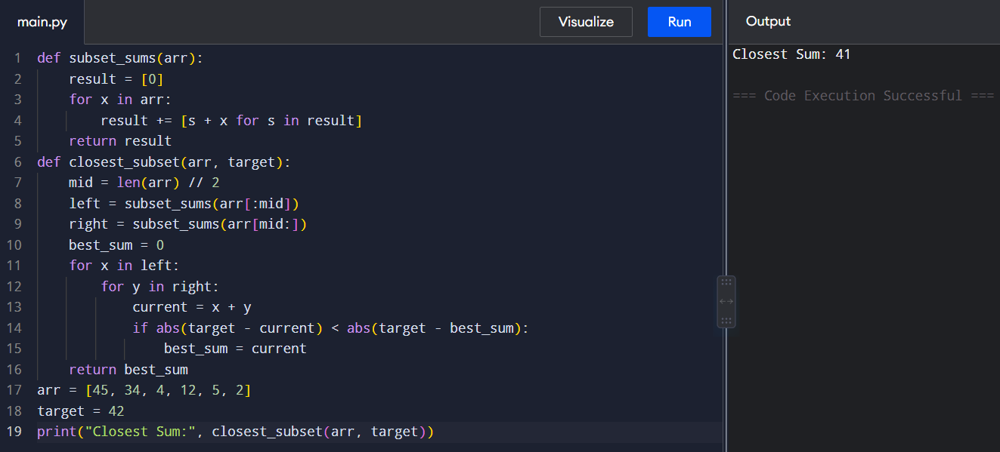 main.py
Visualize
Run
Output
1 def subset_sums(arr):
2     result = [0]
3     for x in arr:
4         result += [s + x for s in result]
5     return result
6 def closest_subset(arr, target):
7     mid = len(arr) // 2
8     left = subset_sums(arr[:mid])
9     right = subset_sums(arr[mid:])
10     best_sum = 0
11     for x in left:
12         for y in right:
13             current = x + y
14             if abs(target - current) < abs(target - best_sum):
15                 best_sum = current
16     return best_sum
17 arr = [45, 34, 4, 12, 5, 2]
18 target = 42
19 print("Closest Sum:", closest_subset(arr, target))
Closest Sum: 41
=== Code Execution Successful ===